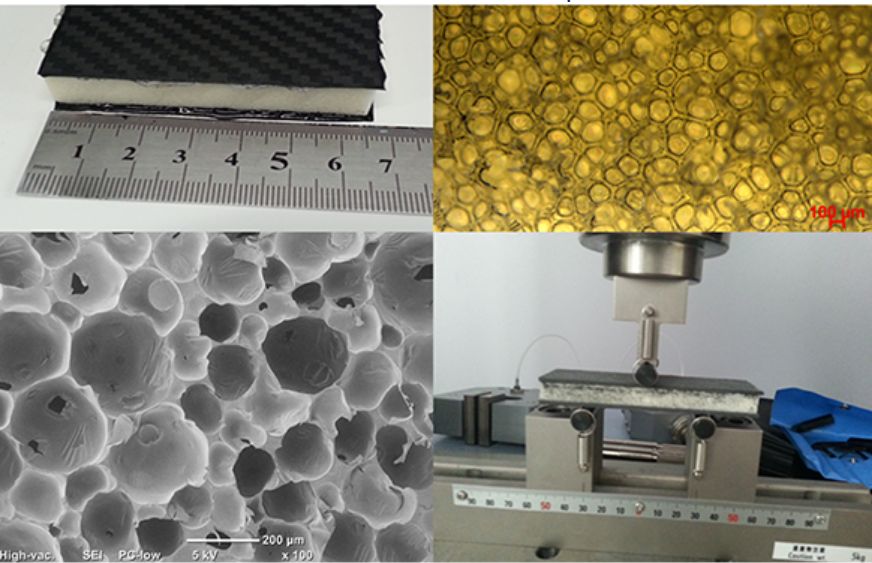 1 2 3 4 5 6 7
100 µm
200 µm
High-vac. SEI PC-low. 5 kV x 100
90 80 70 60 50 40 30 20 10 0 10 20 30 40 50 60 70 80 90
Caution wt. 5kg